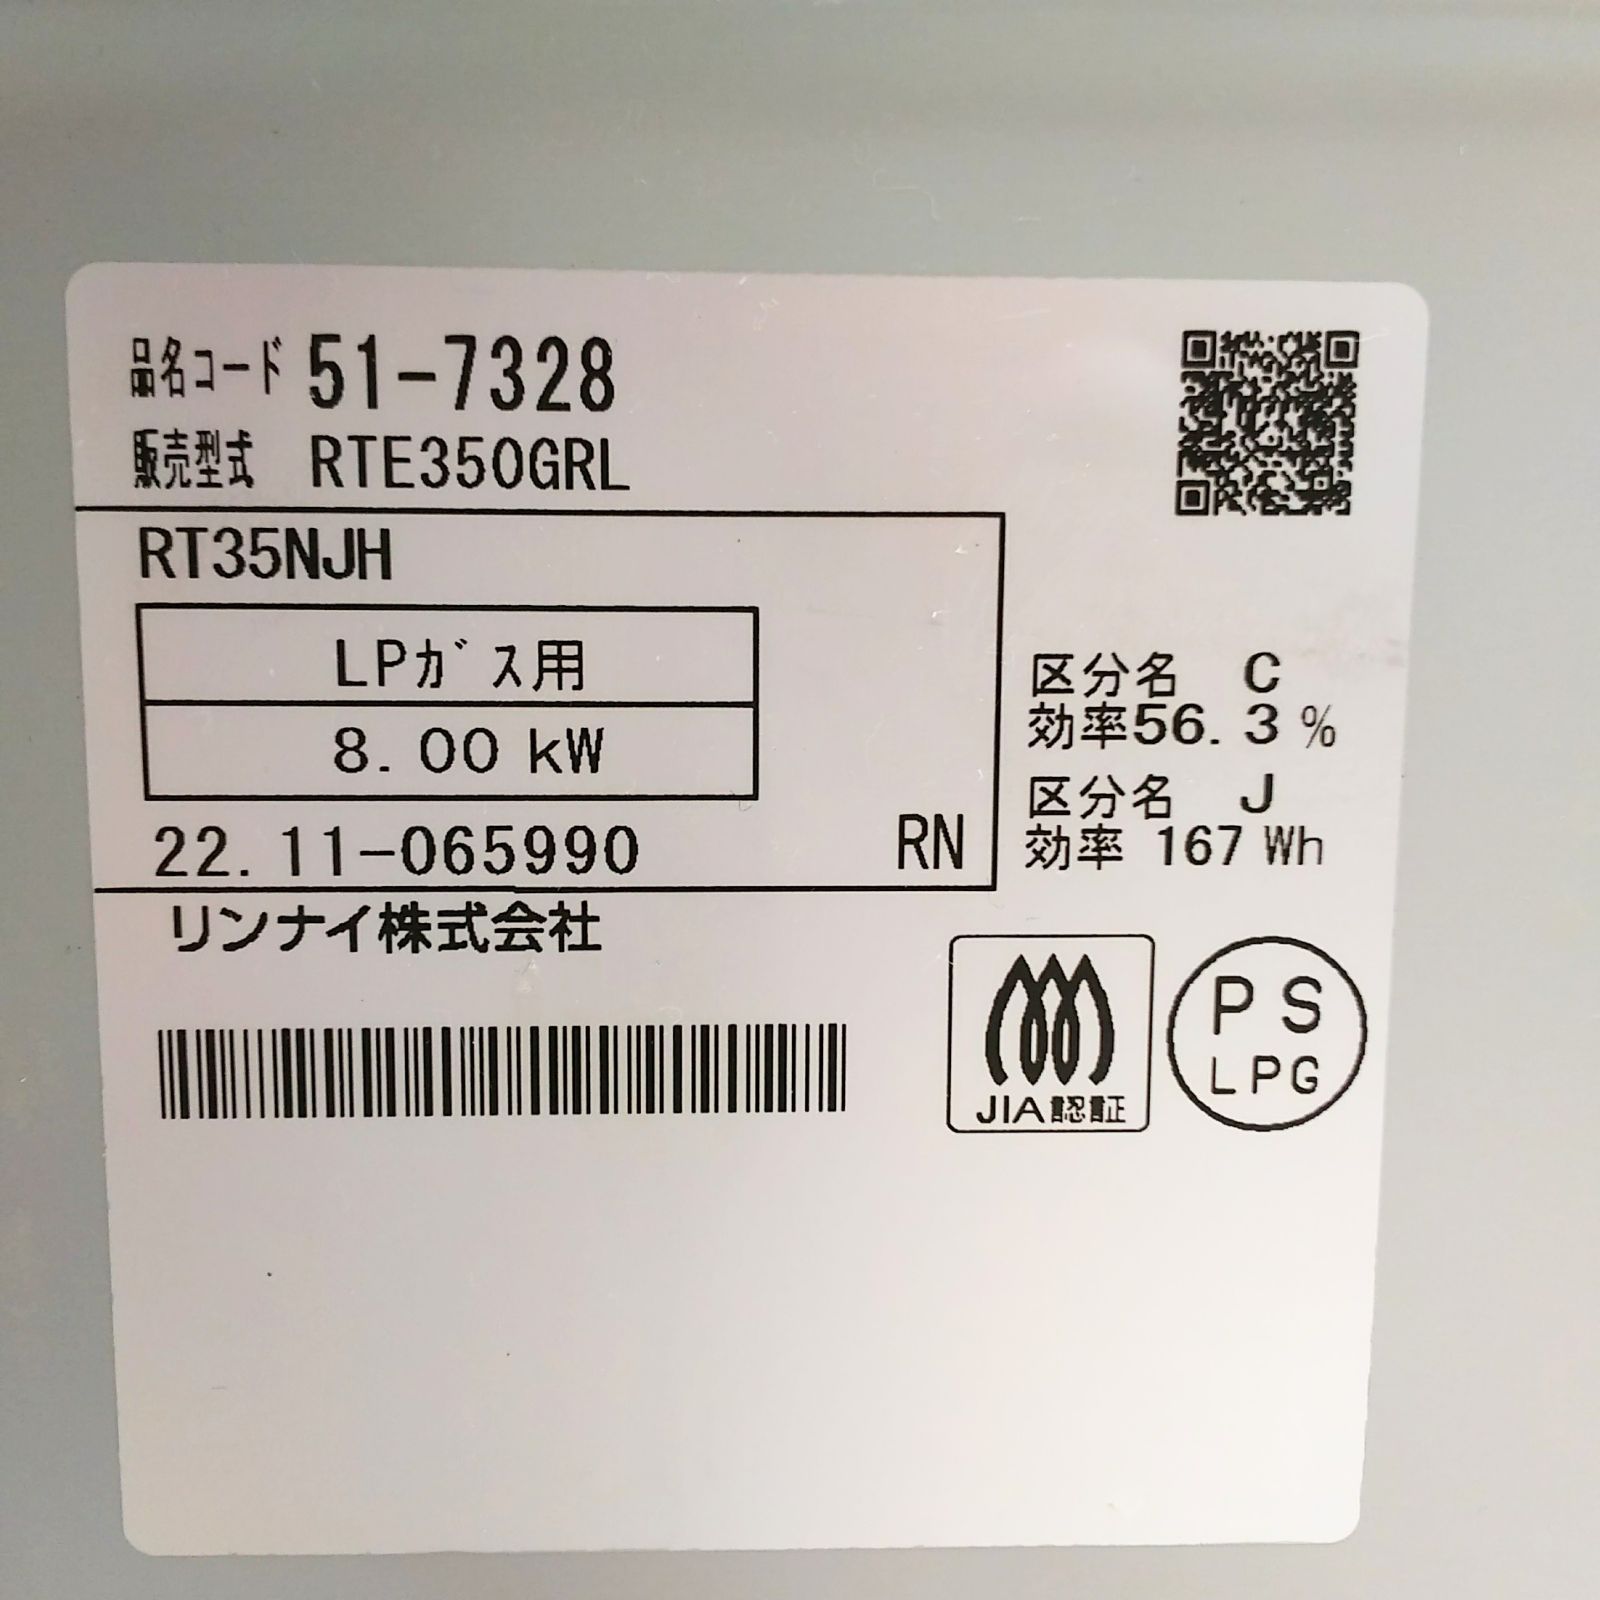 品名コード 51-7328
販売型式 RTE350GRL
RT35NJH
LPガス用
8.00 kW
22.11-065990 RN
区分名 C
効率56.3 %
区分名 J
効率 167 Wh
リンナイ株式会社
JIA認証
PS
LPG